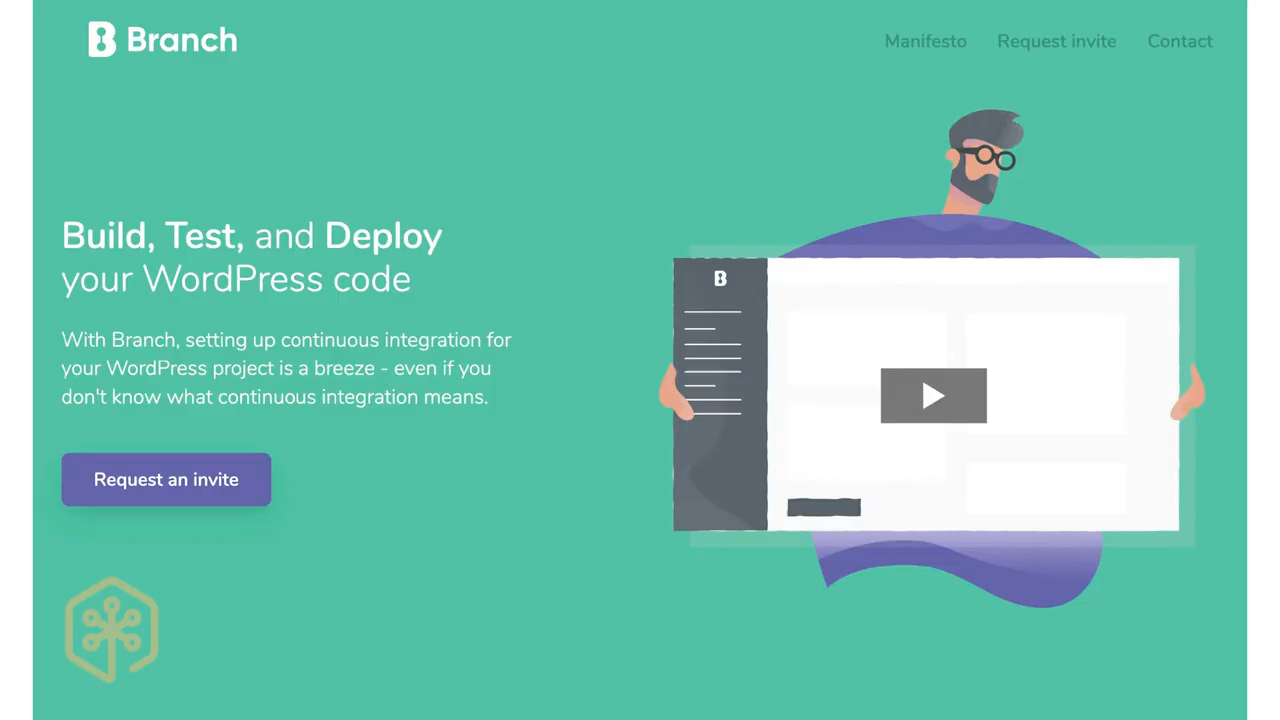 Branch
Manifesto
Request invite
Contact
Build, Test, and Deploy
your WordPress code
With Branch, setting up continuous integration for
your WordPress project is a breeze - even if you
don't know what continuous integration means.
Request an invite
B